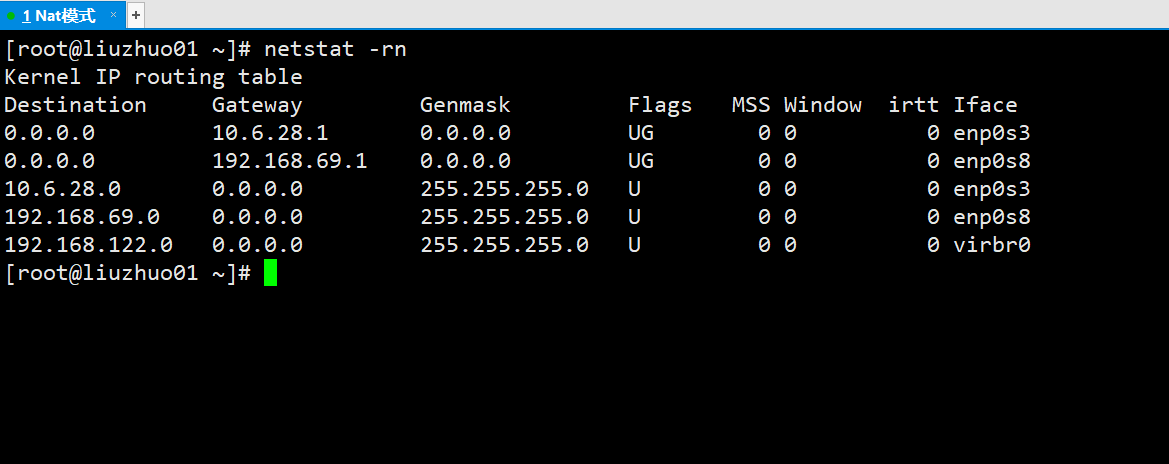 1 Nat模式 × +
[root@liuzhuo01 ~]# netstat -rn
Kernel IP routing table
Destination     Gateway         Genmask         Flags   MSS Window  irtt Iface
0.0.0.0         10.6.28.1       0.0.0.0         UG        0 0          0 enp0s3
0.0.0.0         192.168.69.1    0.0.0.0         UG        0 0          0 enp0s8
10.6.28.0       0.0.0.0         255.255.255.0   U         0 0          0 enp0s3
192.168.69.0    0.0.0.0         255.255.255.0   U         0 0          0 enp0s8
192.168.122.0   0.0.0.0         255.255.255.0   U         0 0          0 virbr0
[root@liuzhuo01 ~]#